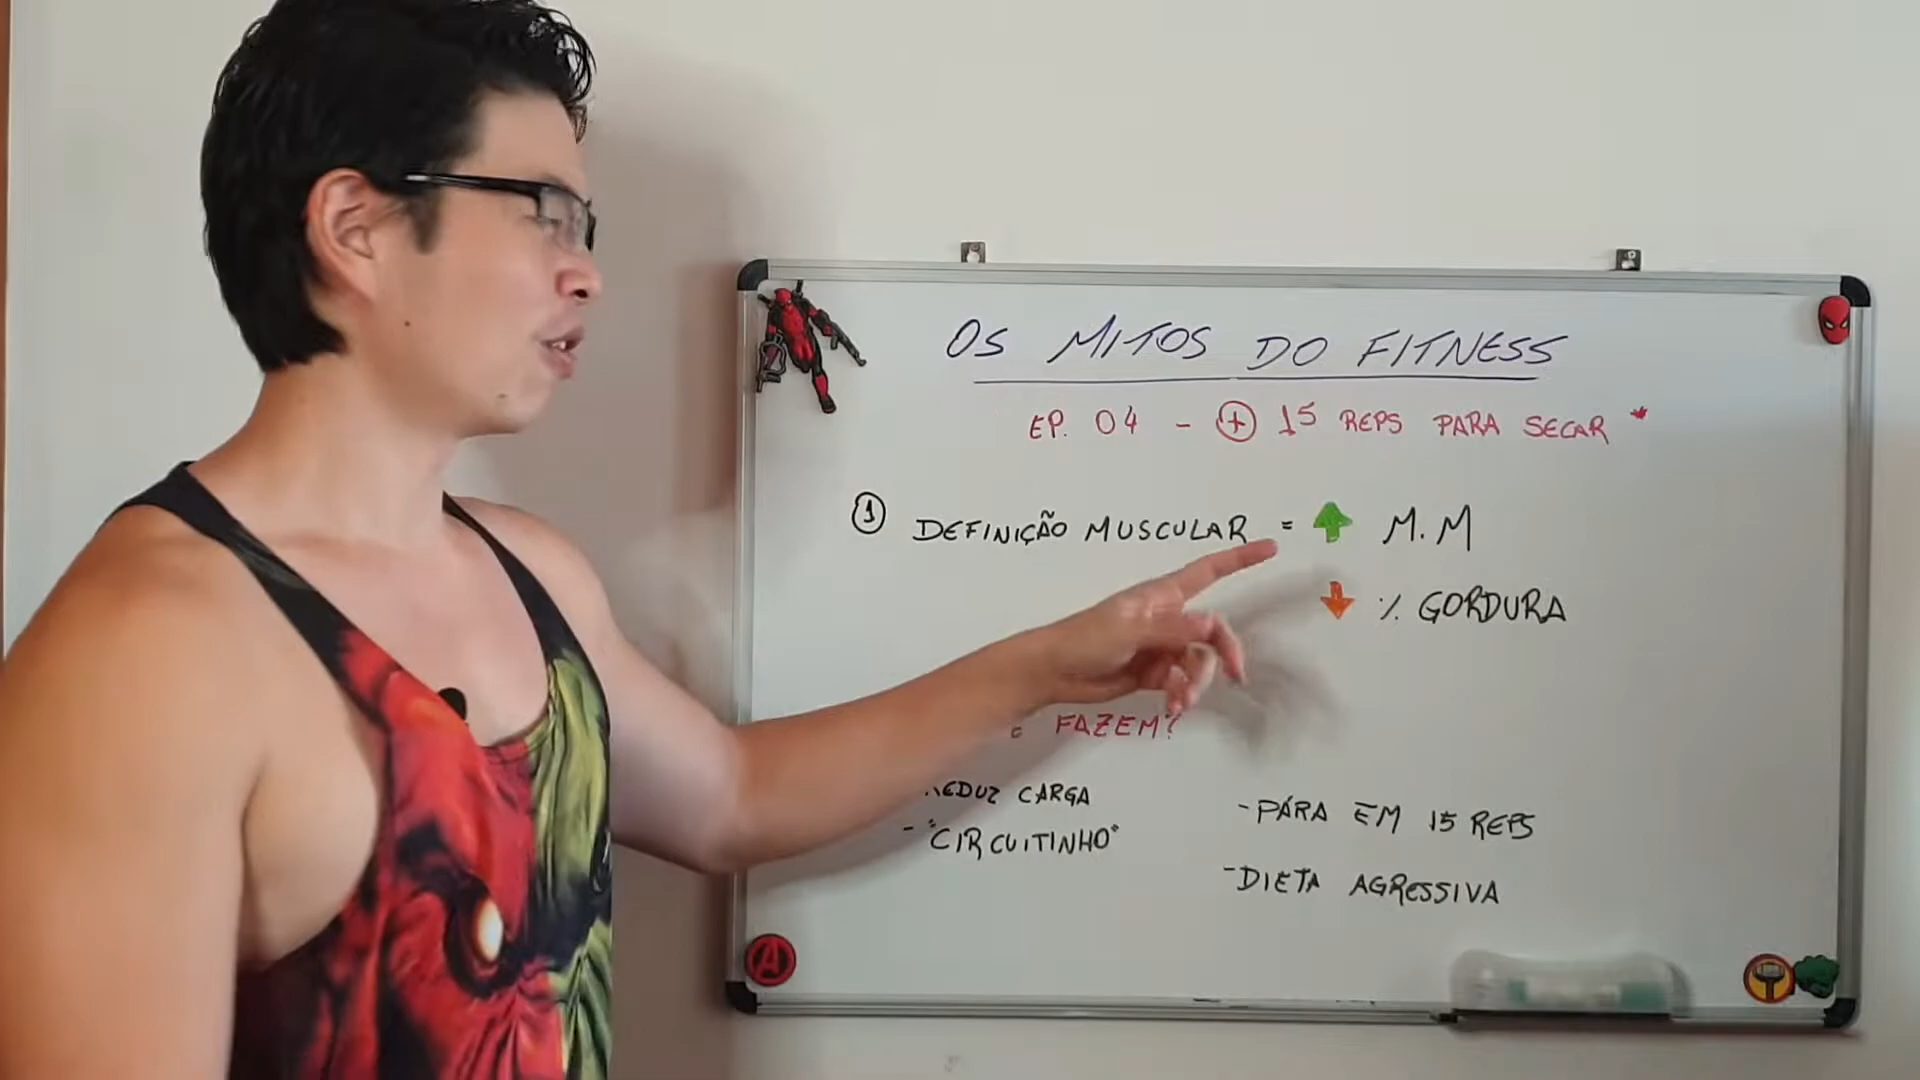 OS MITOS DO FITNESS
EP. 04 - + 15 REPS PARA SECAR *
1 DEFINIÇÃO MUSCULAR = ↑ M.M
↓ % GORDURA
FAZEM?
REDUZ CARGA
- "CIRCUITINHO"
- PÁRA EM 15 REPS
- DIETA AGRESSIVA